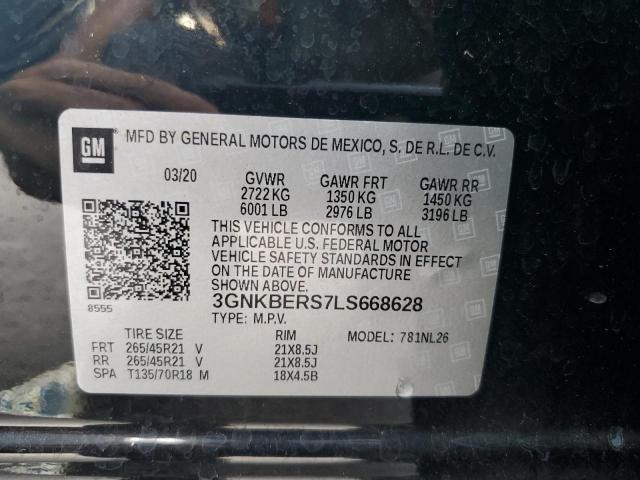 GM MFD BY GENERAL MOTORS DE MEXICO, S. DE R.L. DE C.V.
03/20 GVWR GAWR FRT GAWR RR
2722 KG 1350 KG 1450 KG
6001 LB 2976 LB 3196 LB
THIS VEHICLE CONFORMS TO ALL
APPLICABLE U.S. FEDERAL MOTOR
VEHICLE SAFETY STANDARDS IN EFFECT
ON THE DATE OF MANUFACTURE
SHOWN ABOVE.
3GNKBERS7LS668628
8555
TYPE: M.P.V.
TIRE SIZE RIM MODEL: 781NL26
FRT 265/45R21 V 21X8.5J
RR 265/45R21 V 21X8.5J
SPA T135/70R18 M 18X4.5B